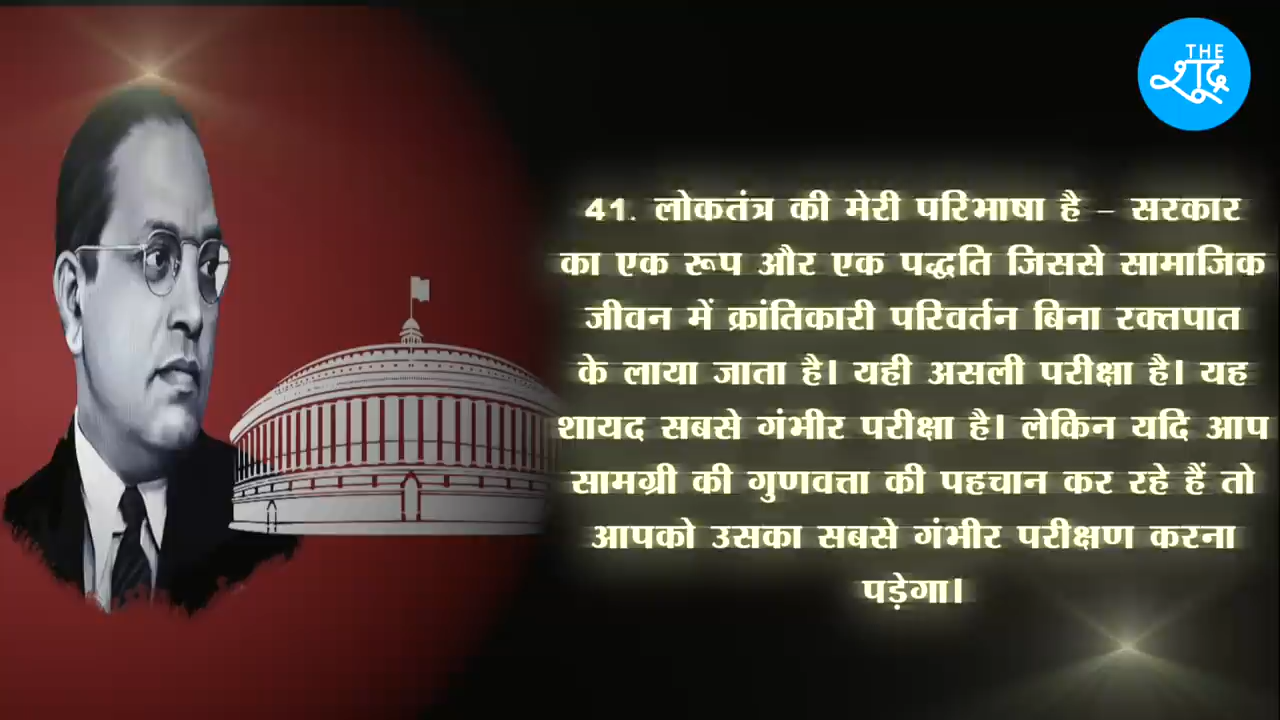 THE
शूद्र
41. लोकतंत्र की मेरी परिभाषा है – सरकार
का एक रूप और एक पद्धति जिससे सामाजिक
जीवन में क्रांतिकारी परिवर्तन बिना रक्तपात
के लाया जाता है। यही असली परीक्षा है। यह
शायद सबसे गंभीर परीक्षा है। लेकिन यदि आप
सामग्री की गुणवत्ता की पहचान कर रहे हैं तो
आपको उसका सबसे गंभीर परीक्षण करना
पड़ेगा।